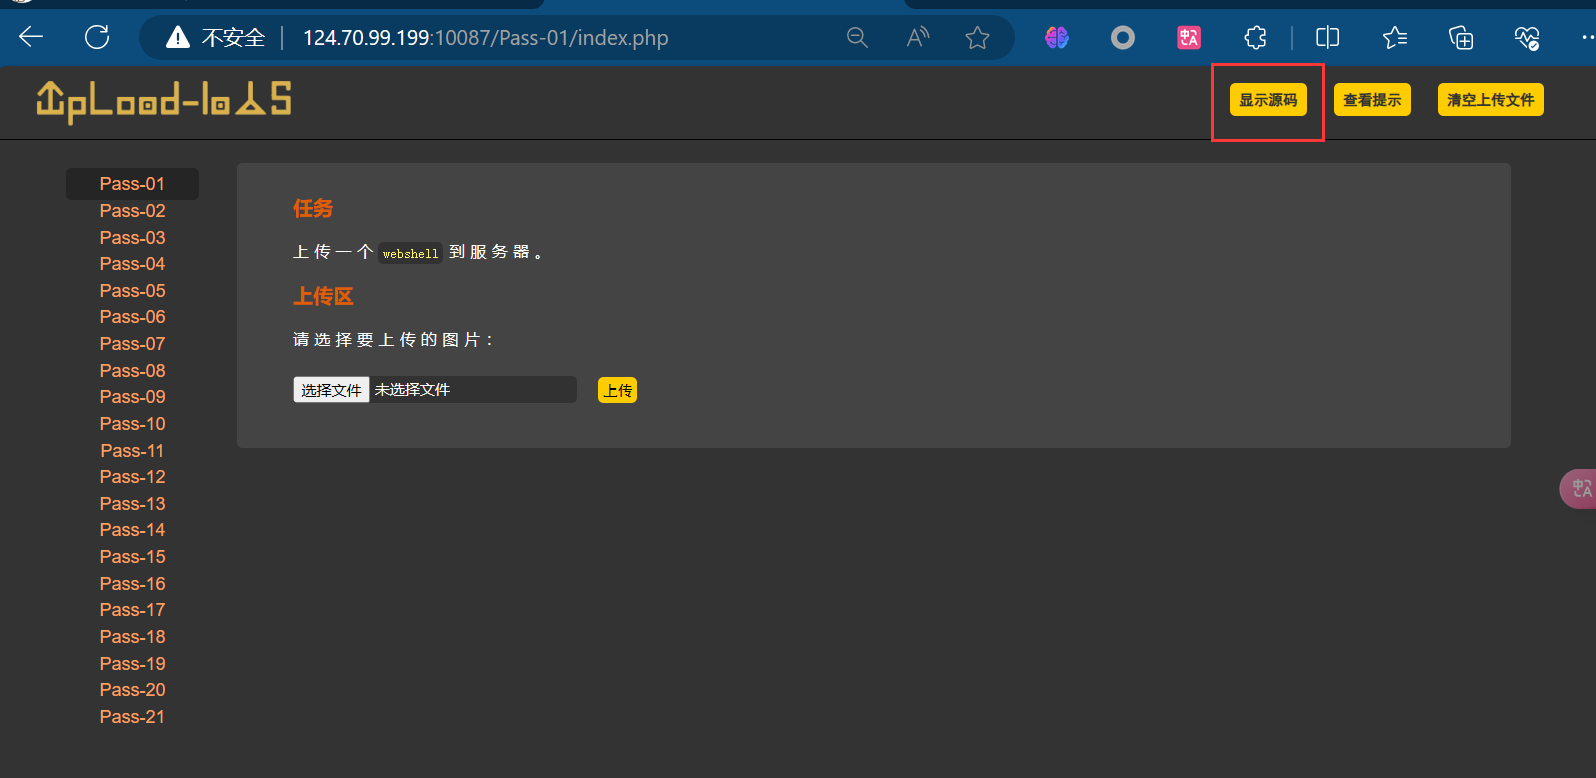 不安全 124.70.99.199:10087/Pass-01/index.php
UpLoad-labs
显示源码 查看提示 清空上传文件
Pass-01
Pass-02
Pass-03
Pass-04
Pass-05
Pass-06
Pass-07
Pass-08
Pass-09
Pass-10
Pass-11
Pass-12
Pass-13
Pass-14
Pass-15
Pass-16
Pass-17
Pass-18
Pass-19
Pass-20
Pass-21
任务
上传一个 webshell 到服务器。
上传区
请选择要上传的图片：
选择文件 未选择文件 上传